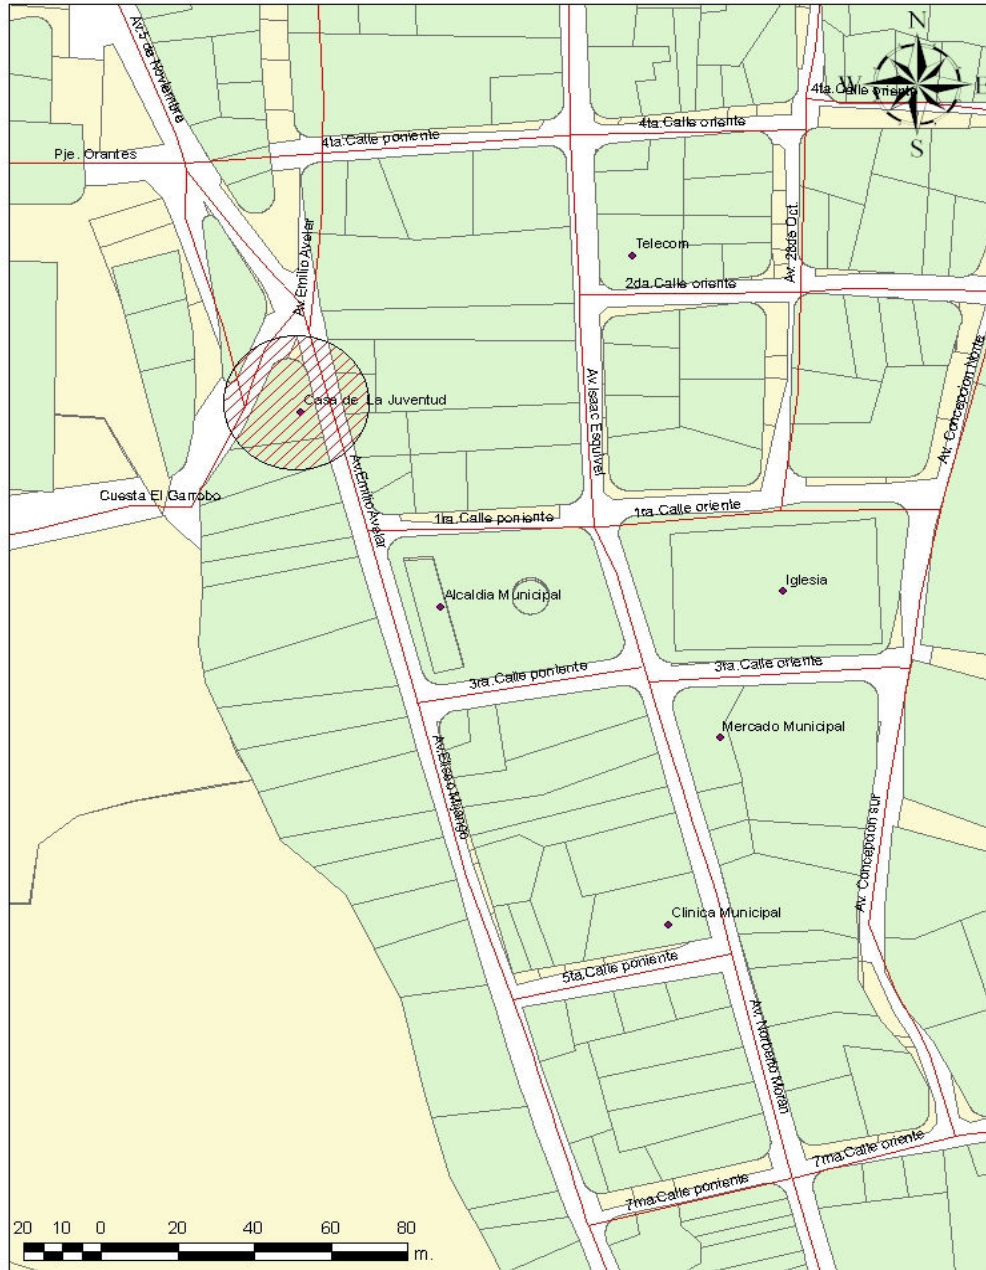 Av.5 de Noviembre
N
W
E
S
4ta.Calle oriente
4ta.Calle oriente
4ta.Calle poniente
Pje. Orantes
Av.Emilio Avelar
Telecom
Av. 28de Oct.
2da.Calle oriente
Av. Isaac Esquivel
Av. Concepcion Norte
Casa de La Juventud
Av.Emilio Avelar
Cuesta El Garrobo
1ra.Calle poniente
1ra.Calle oriente
Alcaldia Municipal
Iglesia
3ra.Calle poniente
3ra.Calle oriente
Mercado Municipal
Av.Eliseo Mijango
Av. Concepcion sur
Clinica Municipal
5ta.Calle poniente
Av. Norberto Moran
7ma.Calle oriente
7ma.Calle poniente
20 10 0 20 40 60 80
m.